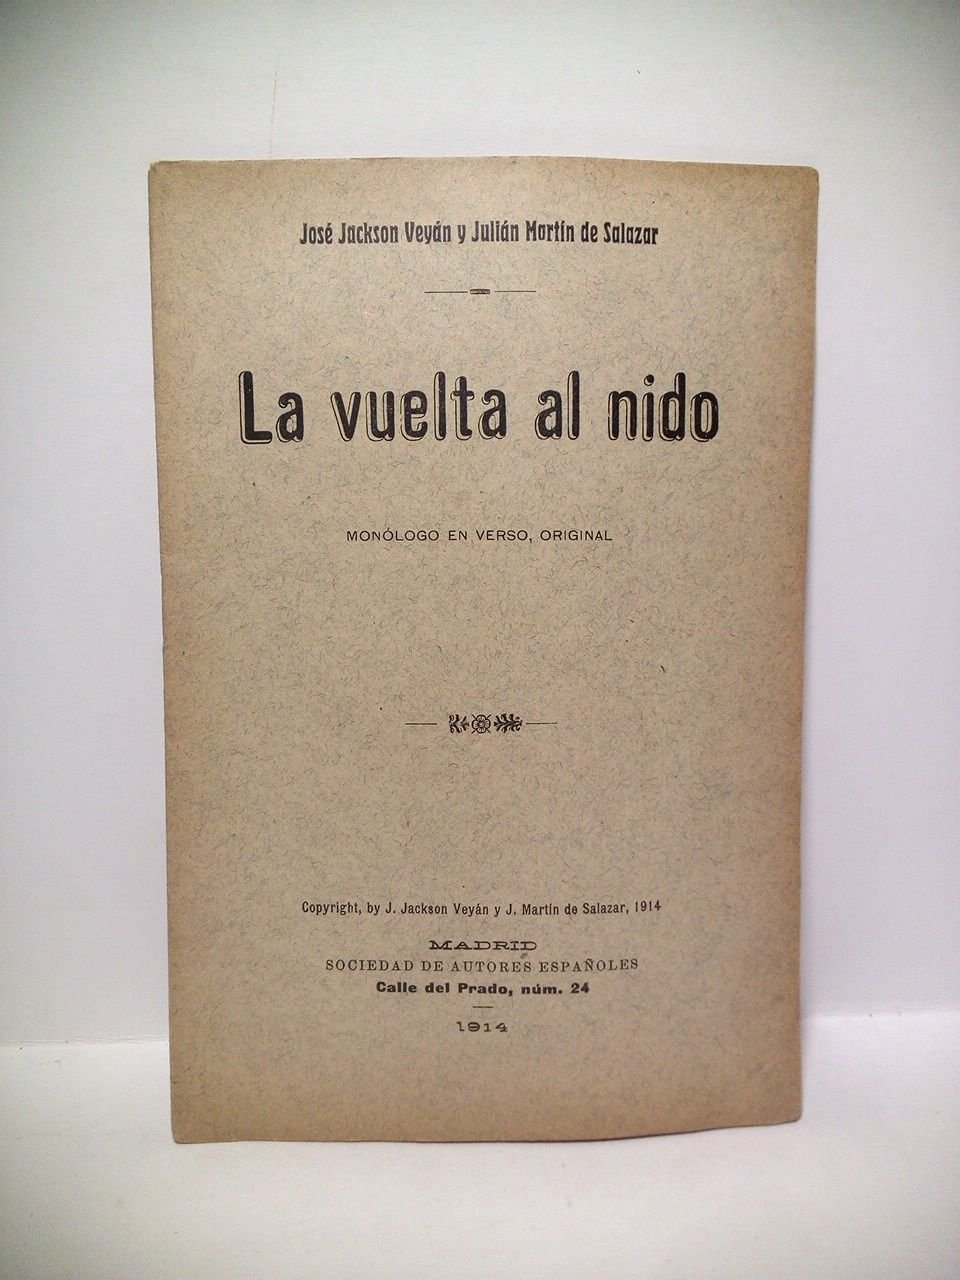 José Jackson Veyán y Julián Martín de Salazar
La vuelta al nido
MONÓLOGO EN VERSO, ORIGINAL
Copyright, by J. Jackson Veyán y J. Martín de Salazar, 1914
MADRID
SOCIEDAD DE AUTORES ESPAÑOLES
Calle del Prado, núm. 24
1914